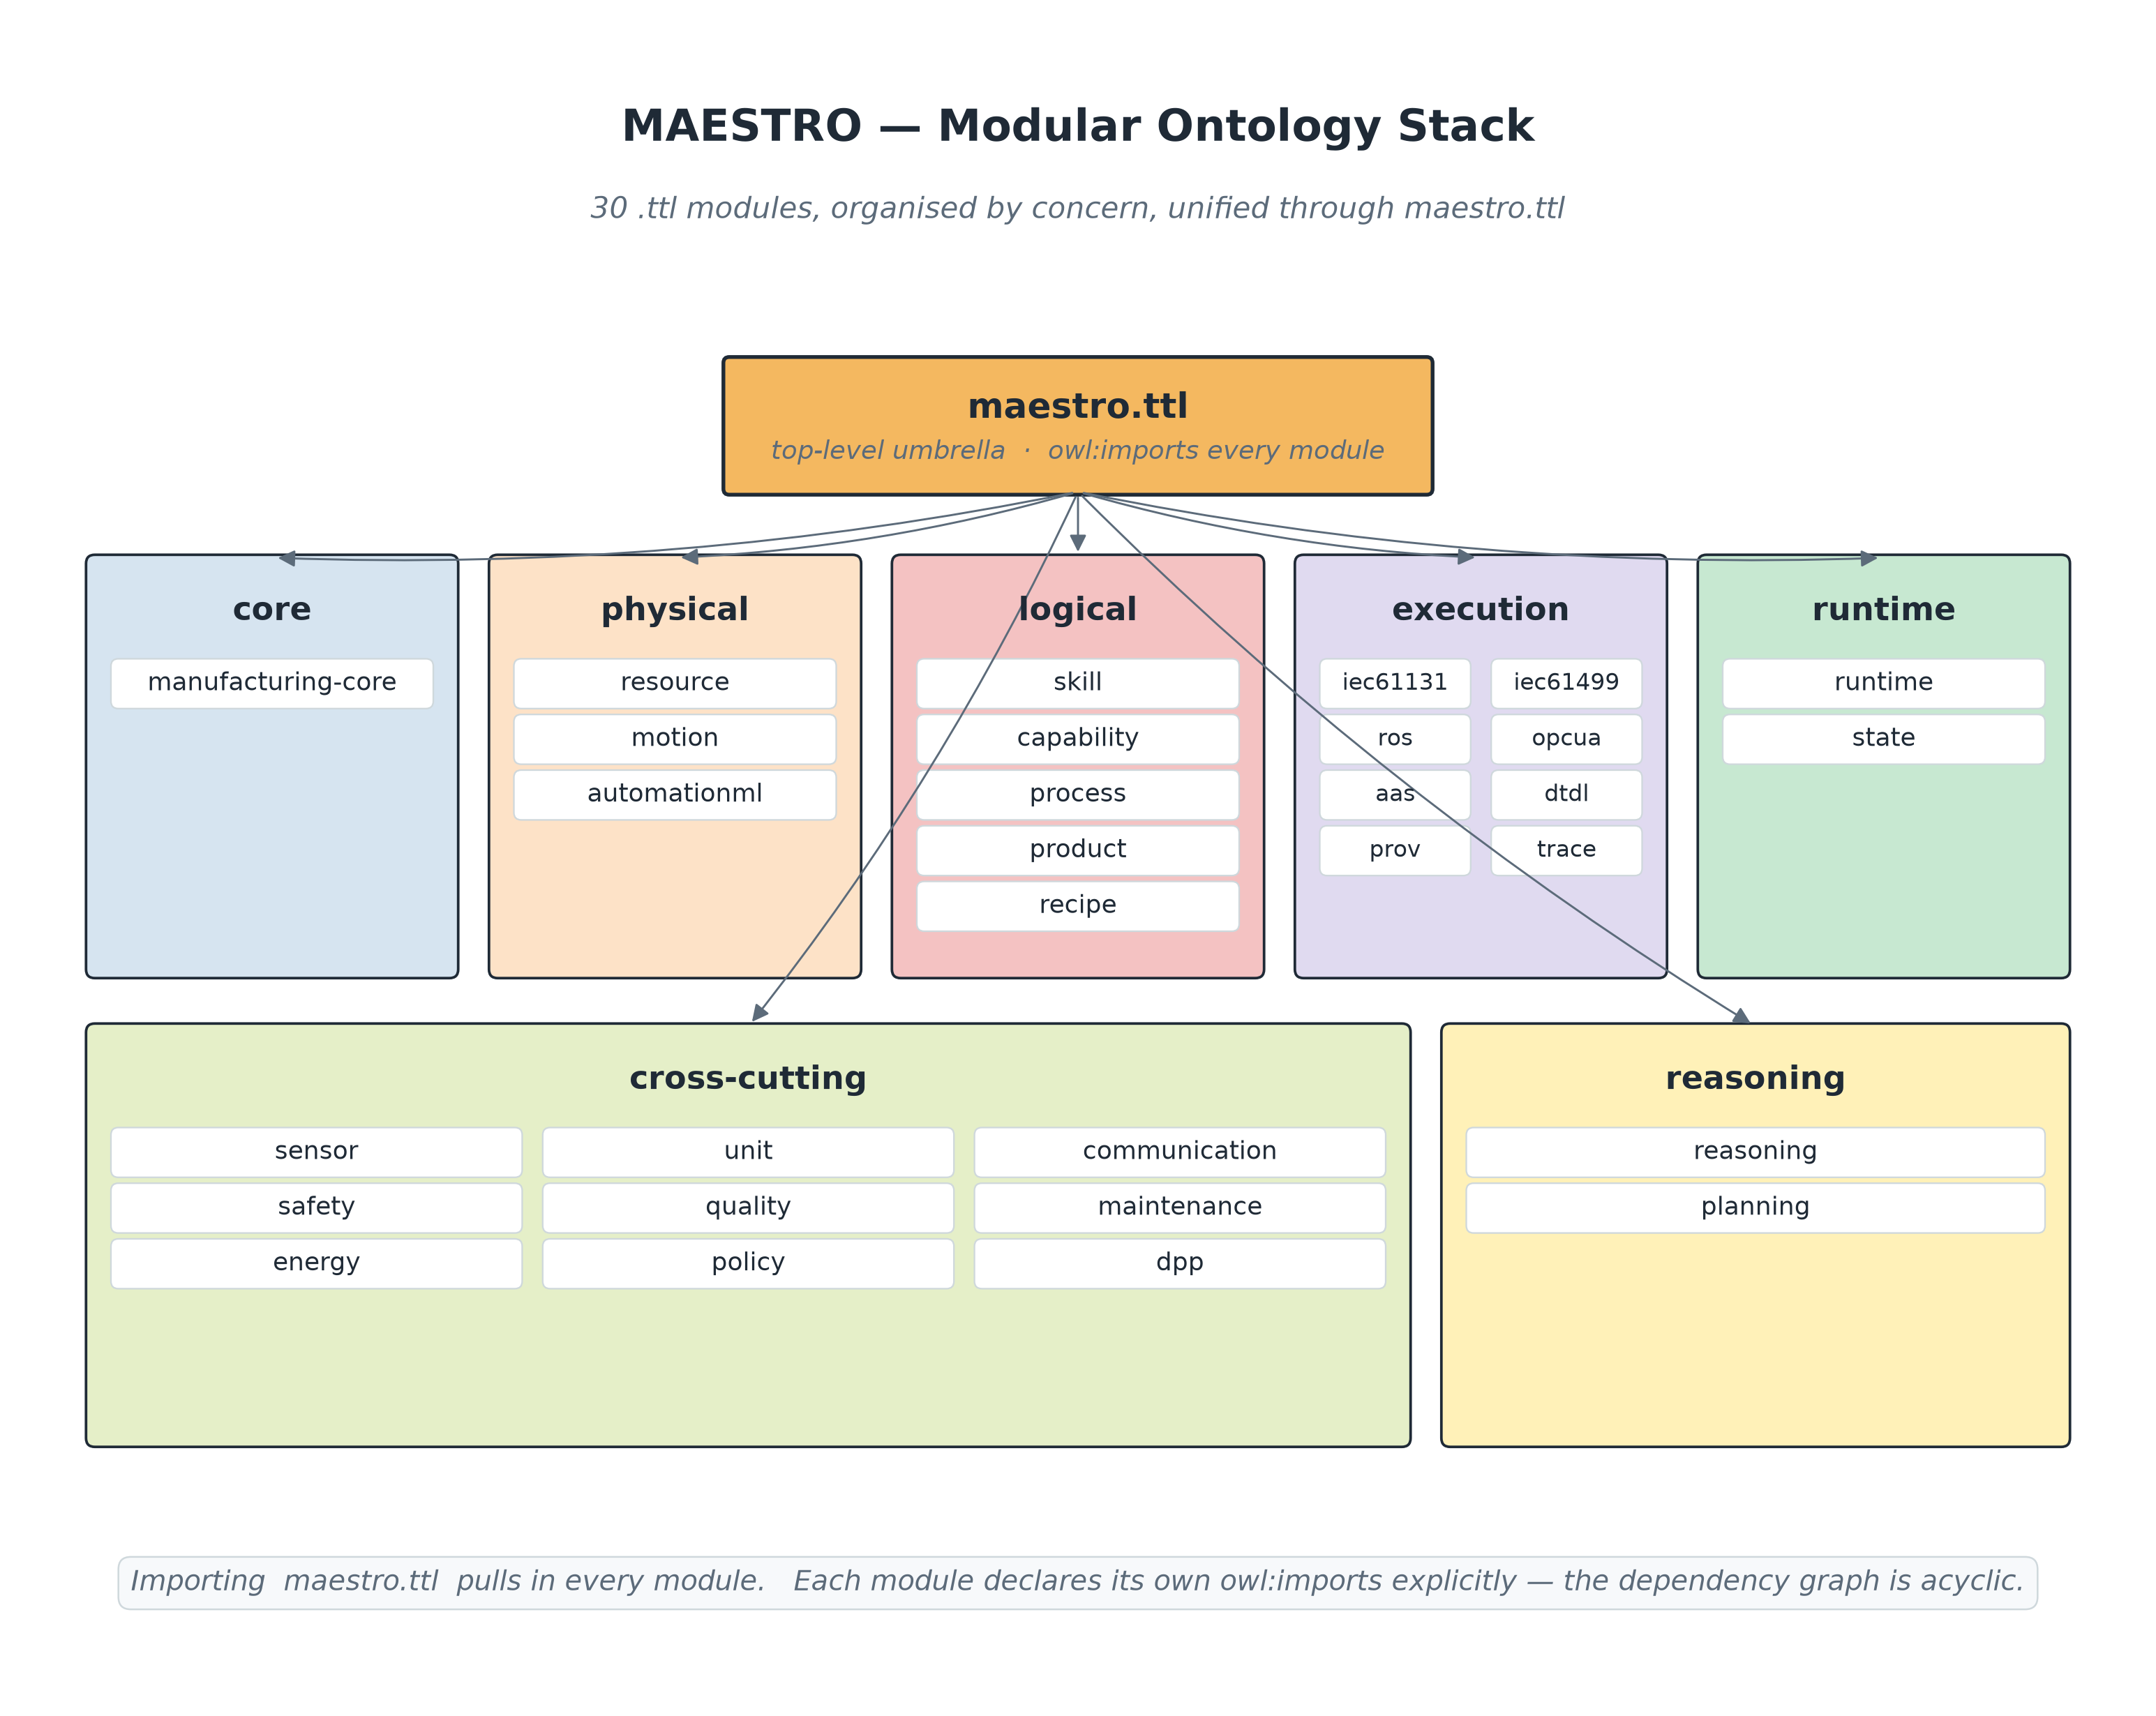 MAESTRO — Modular Ontology Stack
30 .ttl modules, organised by concern, unified through maestro.ttl
maestro.ttl
top-level umbrella · owl:imports every module
core
manufacturing-core
physical
resource
motion
automationml
logical
skill
capability
process
product
recipe
execution
iec61131
iec61499
ros
opcua
aas
dtdl
prov
trace
runtime
runtime
state
cross-cutting
sensor
unit
communication
safety
quality
maintenance
energy
policy
dpp
reasoning
reasoning
planning
Importing maestro.ttl pulls in every module. Each module declares its own owl:imports explicitly — the dependency graph is acyclic.